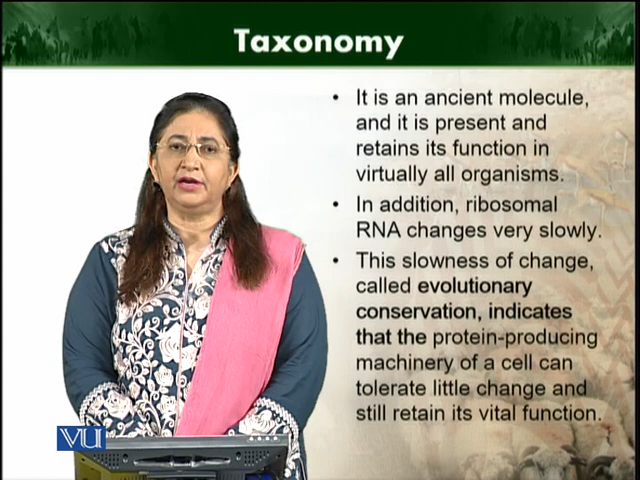 Taxonomy
• It is an ancient molecule,
and it is present and
retains its function in
virtually all organisms.
• In addition, ribosomal
RNA changes very slowly.
• This slowness of change,
called evolutionary
conservation, indicates
that the protein-producing
machinery of a cell can
tolerate little change and
still retain its vital function.
VU